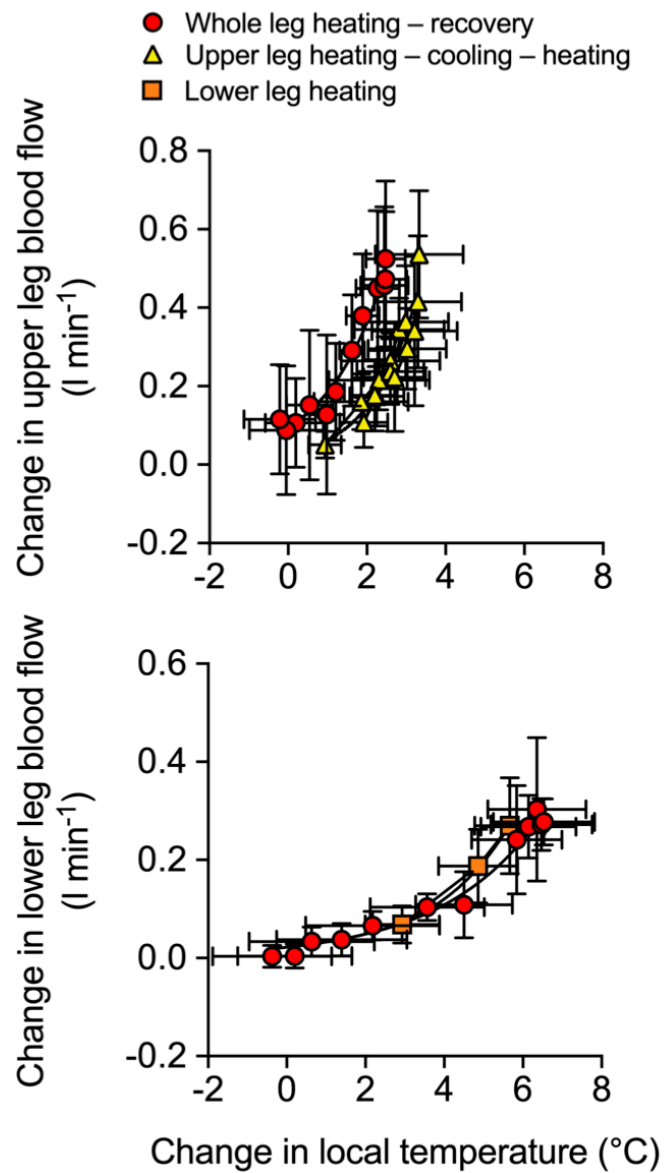 Whole leg heating – recovery
Upper leg heating – cooling – heating
Lower leg heating
Change in upper leg blood flow
(l min⁻¹)
0.8
0.6
0.4
0.2
0.0
-0.2
-2
0
2
4
6
8
Change in lower leg blood flow
(l min⁻¹)
0.6
0.4
0.2
0.0
-0.2
-2
0
2
4
6
8
Change in local temperature (°C)